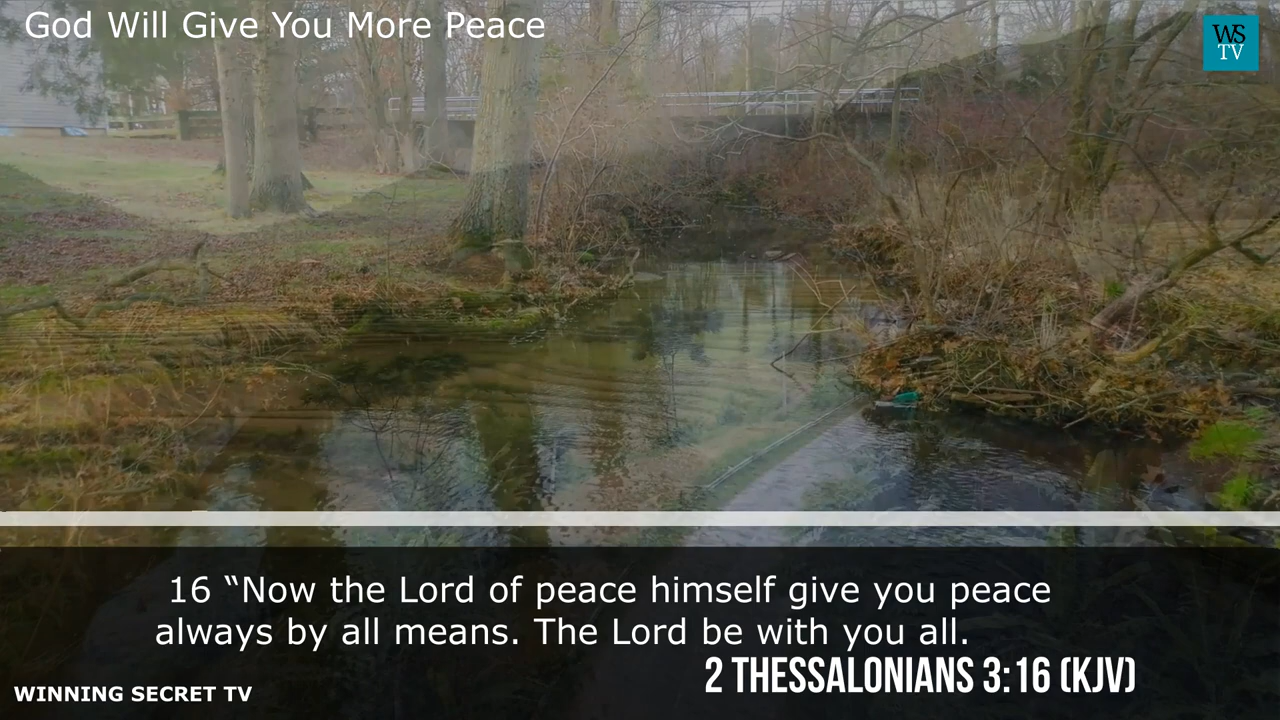 God Will Give You More Peace
WS
TV
16 “Now the Lord of peace himself give you peace
always by all means. The Lord be with you all.
2 THESSALONIANS 3:16 (KJV)
WINNING SECRET TV